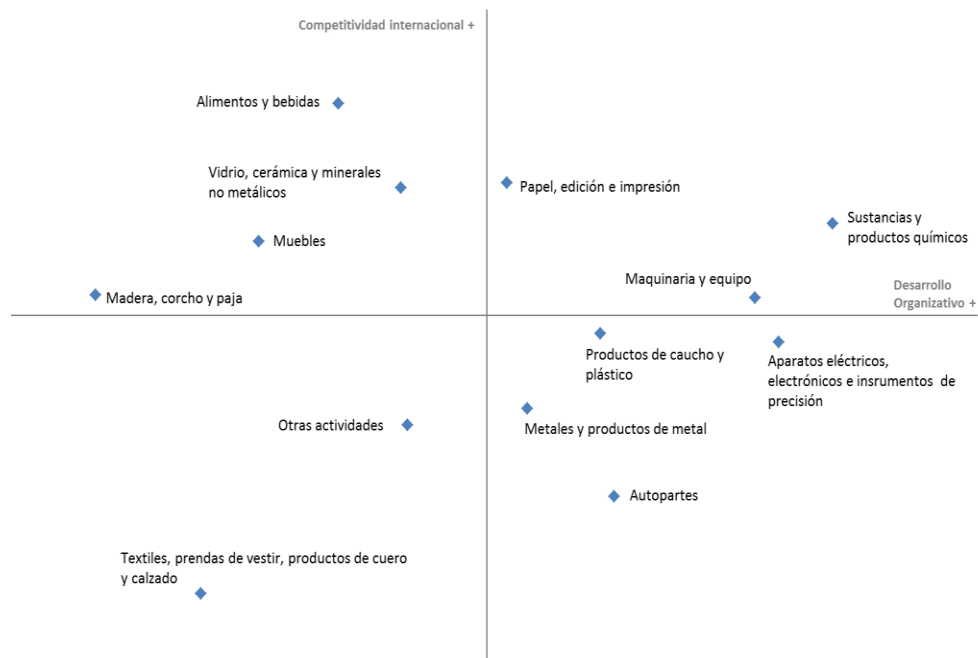 Competitividad internacional +
Alimentos y bebidas
Vidrio, cerámica y minerales
no metálicos
Papel, edición e impresión
Sustancias y
productos químicos
Muebles
Maquinaria y equipo
Desarrollo
Organizativo +
Madera, corcho y paja
Productos de caucho y
plástico
Aparatos eléctricos,
electrónicos e insrumentos de
precisión
Otras actividades
Metales y productos de metal
Autopartes
Textiles, prendas de vestir, productos de cuero
y calzado